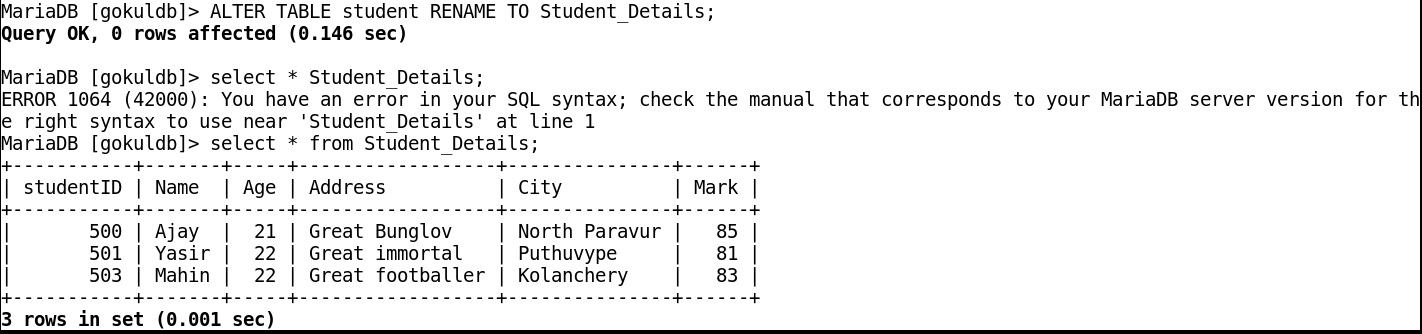 MariaDB [gokuldb]> ALTER TABLE student RENAME TO Student_Details;
Query OK, 0 rows affected (0.146 sec)
MariaDB [gokuldb]> select * Student_Details;
ERROR 1064 (42000): You have an error in your SQL syntax; check the manual that corresponds to your MariaDB server version for th
e right syntax to use near 'Student_Details' at line 1
MariaDB [gokuldb]> select * from Student_Details;
+-----------+-------+-----+------------------+---------------+------+
| studentID | Name  | Age | Address          | City          | Mark |
+-----------+-------+-----+------------------+---------------+------+
|       500 | Ajay  |  21 | Great Bunglov    | North Paravur |   85 |
|       501 | Yasir |  22 | Great immortal   | Puthuvype     |   81 |
|       503 | Mahin |  22 | Great footballer | Kolanchery    |   83 |
+-----------+-------+-----+------------------+---------------+------+
3 rows in set (0.001 sec)